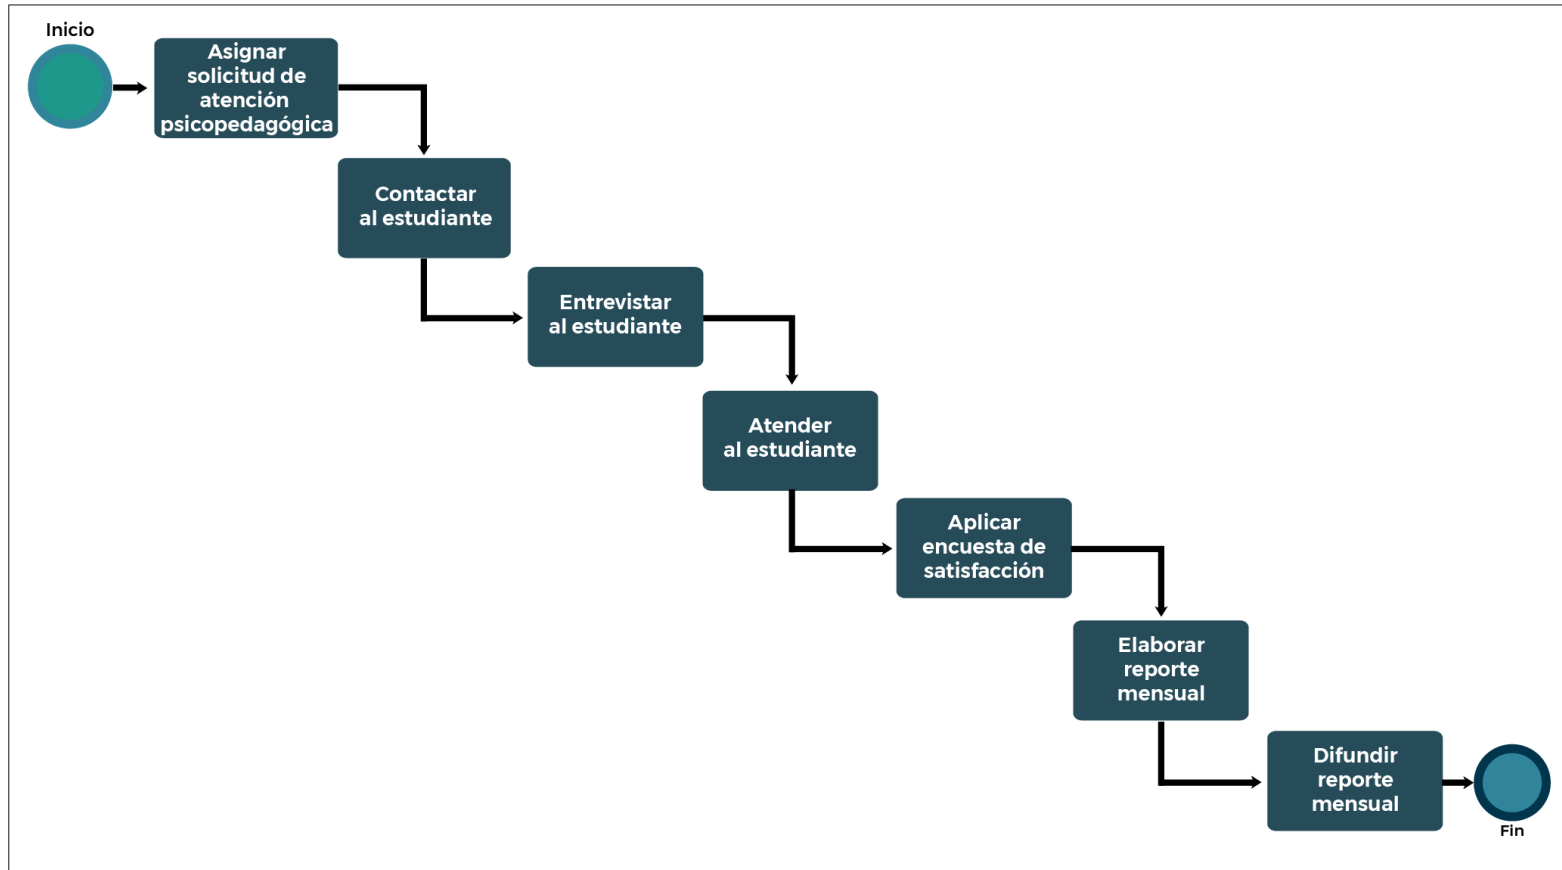 Inicio
Asignar
solicitud de
atención
psicopedagógica
Contactar
al estudiante
Entrevistar
al estudiante
Atender
al estudiante
Aplicar
encuesta de
satisfacción
Elaborar
reporte
mensual
Difundir
reporte
mensual
Fin